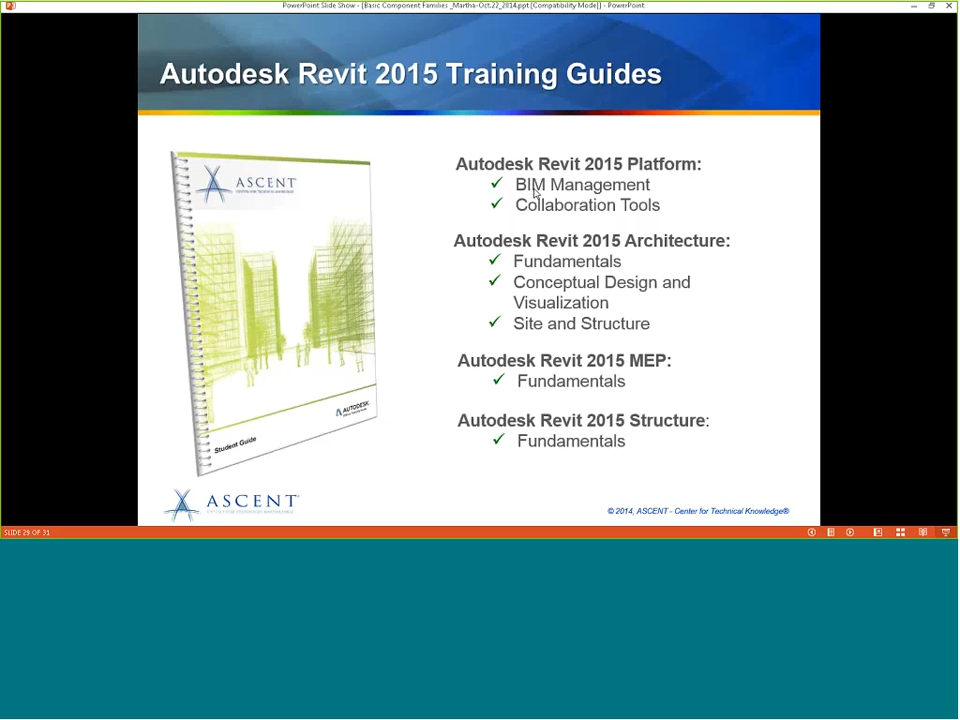 PowerPoint Slide Show - [Basic Component Families _Martha-Oct.22_2014.ppt [Compatibility Mode]] - PowerPoint
Autodesk Revit 2015 Training Guides
ASCENT
Autodesk Revit 2015 Platform:
BIM Management
Collaboration Tools
Autodesk Revit 2015 Architecture:
Fundamentals
Conceptual Design and
Visualization
Site and Structure
Autodesk Revit 2015 MEP:
Fundamentals
AUTODESK
Autodesk Revit 2015 Structure:
Fundamentals
Student Guide
ASCENT
© 2014, ASCENT - Center for Technical Knowledge®
SLIDE 29 OF 31